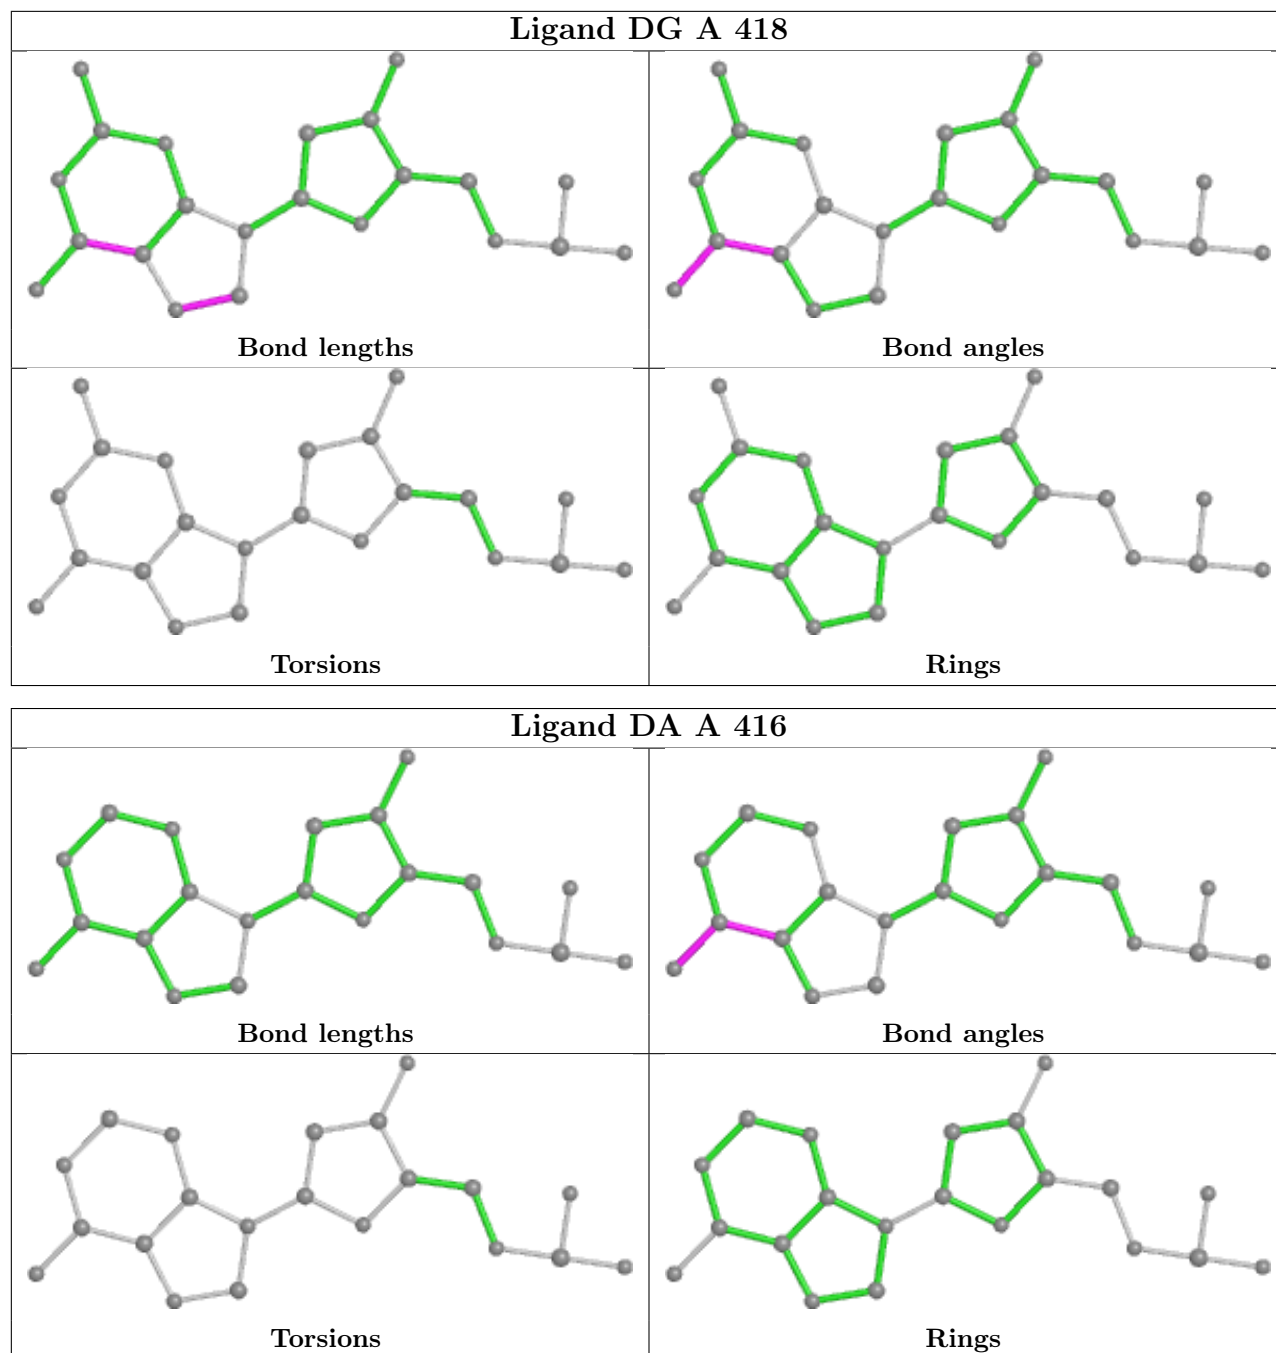 Ligand DG A 418
Bond lengths
Bond angles
Torsions
Rings
Ligand DA A 416
Bond lengths
Bond angles
Torsions
Rings